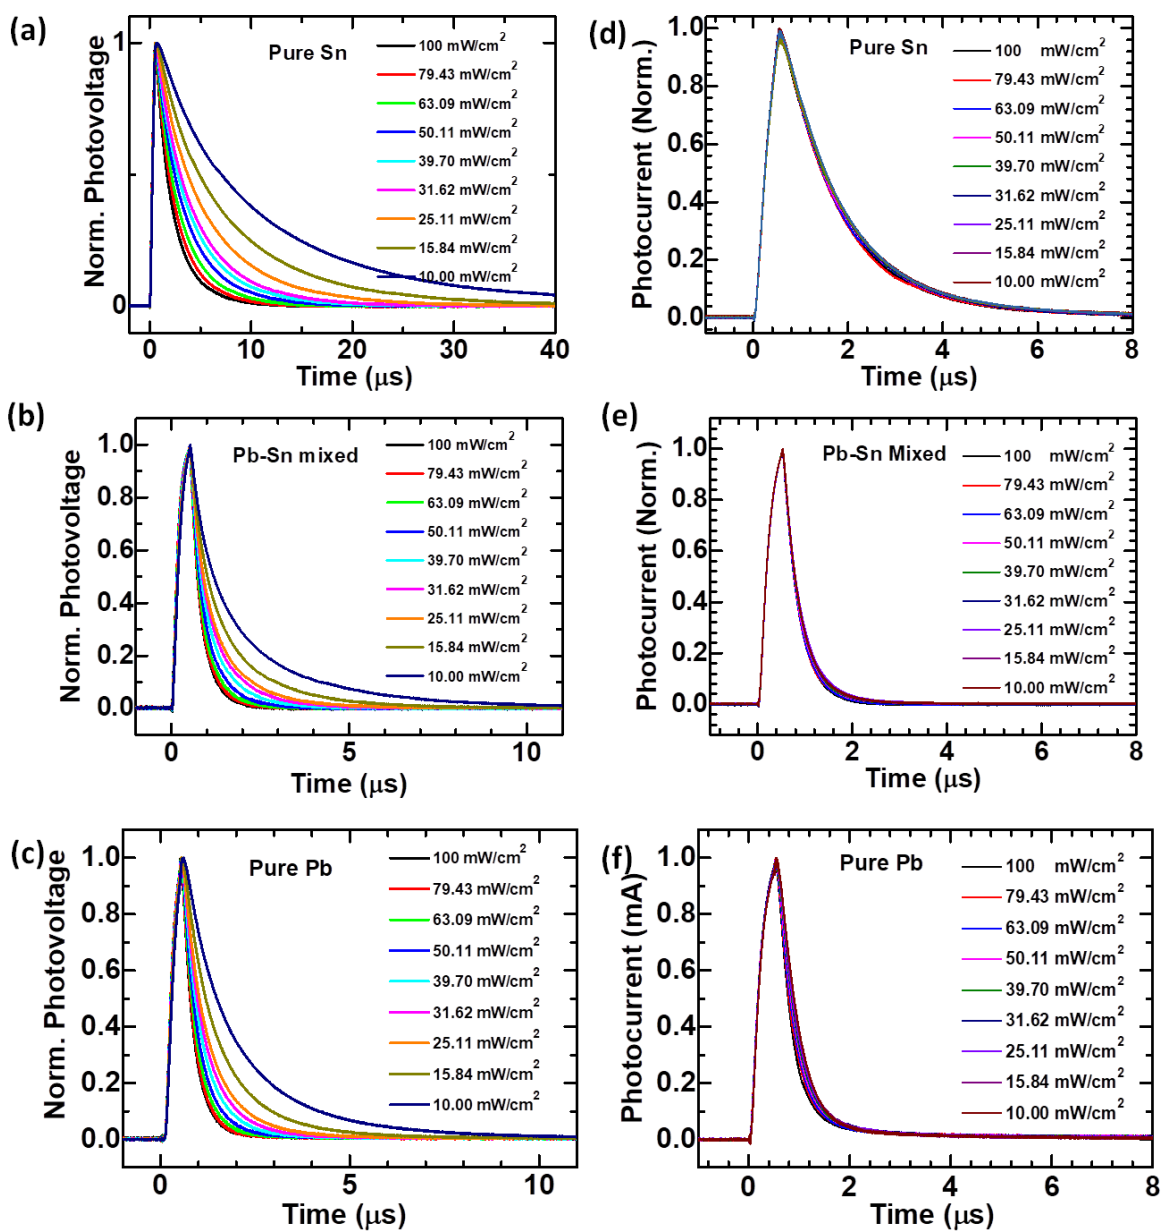 (a)
Norm. Photovoltage
1
0
Pure Sn
100 mW/cm²
79.43 mW/cm²
63.09 mW/cm²
50.11 mW/cm²
39.70 mW/cm²
31.62 mW/cm²
25.11 mW/cm²
15.84 mW/cm²
10.00 mW/cm²
0 10 20 30 40
Time (μs)
(d)
Photocurrent (Norm.)
1.0
0.8
0.6
0.4
0.2
0.0
Pure Sn
100 mW/cm²
79.43 mW/cm²
63.09 mW/cm²
50.11 mW/cm²
39.70 mW/cm²
31.62 mW/cm²
25.11 mW/cm²
15.84 mW/cm²
10.00 mW/cm²
0 2 4 6 8
Time (μs)
(b)
Norm. Photovoltage
1.0
0.8
0.6
0.4
0.2
0.0
Pb-Sn mixed
100 mW/cm²
79.43 mW/cm²
63.09 mW/cm²
50.11 mW/cm²
39.70 mW/cm²
31.62 mW/cm²
25.11 mW/cm²
15.84 mW/cm²
10.00 mW/cm²
0 5 10
Time (μs)
(e)
Photocurrent (Norm.)
1.0
0.8
0.6
0.4
0.2
0.0
Pb-Sn Mixed
100 mW/cm²
79.43 mW/cm²
63.09 mW/cm²
50.11 mW/cm²
39.70 mW/cm²
31.62 mW/cm²
25.11 mW/cm²
15.84 mW/cm²
10.00 mW/cm²
0 2 4 6 8
Time (μs)
(c)
Norm. Photovoltage
1.0
0.8
0.6
0.4
0.2
0.0
Pure Pb
100 mW/cm²
79.43 mW/cm²
63.09 mW/cm²
50.11 mW/cm²
39.70 mW/cm²
31.62 mW/cm²
25.11 mW/cm²
15.84 mW/cm²
10.00 mW/cm²
0 5 10
Time (μs)
(f)
Photocurrent (mA)
1.0
0.8
0.6
0.4
0.2
0.0
Pure Pb
100 mW/cm²
79.43 mW/cm²
63.09 mW/cm²
50.11 mW/cm²
39.70 mW/cm²
31.62 mW/cm²
25.11 mW/cm²
15.84 mW/cm²
10.00 mW/cm²
0 2 4 6 8
Time (μs)